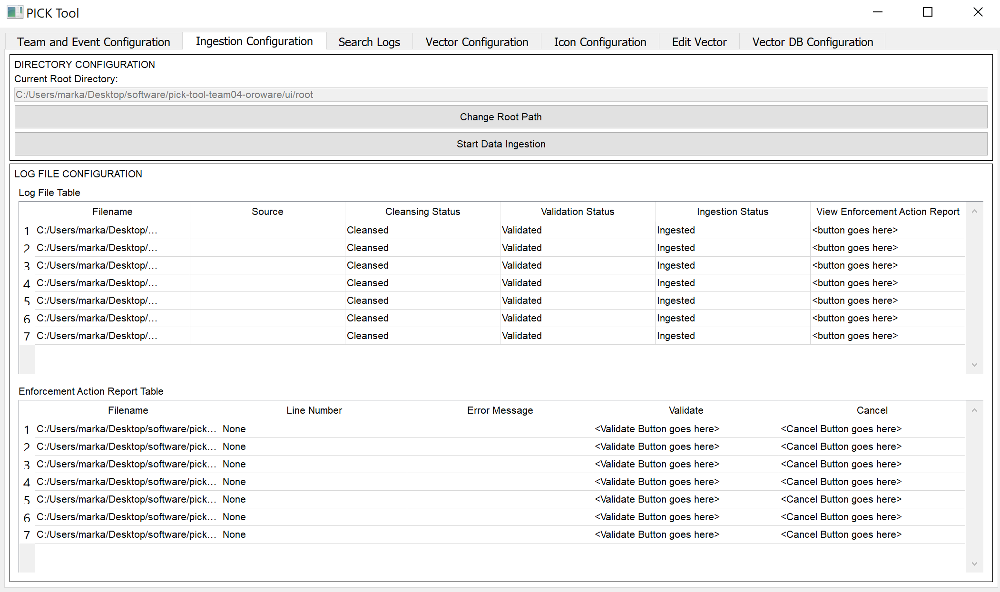 PICK Tool
Team and Event Configuration Ingestion Configuration Search Logs Vector Configuration Icon Configuration Edit Vector Vector DB Configuration
DIRECTORY CONFIGURATION
Current Root Directory:
C:/Users/marka/Desktop/software/pick-tool-team04-oroware/ui/root
Change Root Path
Start Data Ingestion
LOG FILE CONFIGURATION
Log File Table
Filename Source Cleansing Status Validation Status Ingestion Status View Enforcement Action Report
1 C:/Users/marka/Desktop/... Cleansed Validated Ingested <button goes here>
2 C:/Users/marka/Desktop/... Cleansed Validated Ingested <button goes here>
3 C:/Users/marka/Desktop/... Cleansed Validated Ingested <button goes here>
4 C:/Users/marka/Desktop/... Cleansed Validated Ingested <button goes here>
5 C:/Users/marka/Desktop/... Cleansed Validated Ingested <button goes here>
6 C:/Users/marka/Desktop/... Cleansed Validated Ingested <button goes here>
7 C:/Users/marka/Desktop/... Cleansed Validated Ingested <button goes here>
Enforcement Action Report Table
Filename Line Number Error Message Validate Cancel
1 C:/Users/marka/Desktop/software/pick... None <Validate Button goes here> <Cancel Button goes here>
2 C:/Users/marka/Desktop/software/pick... None <Validate Button goes here> <Cancel Button goes here>
3 C:/Users/marka/Desktop/software/pick... None <Validate Button goes here> <Cancel Button goes here>
4 C:/Users/marka/Desktop/software/pick... None <Validate Button goes here> <Cancel Button goes here>
5 C:/Users/marka/Desktop/software/pick... None <Validate Button goes here> <Cancel Button goes here>
6 C:/Users/marka/Desktop/software/pick... None <Validate Button goes here> <Cancel Button goes here>
7 C:/Users/marka/Desktop/software/pick... None <Validate Button goes here> <Cancel Button goes here>